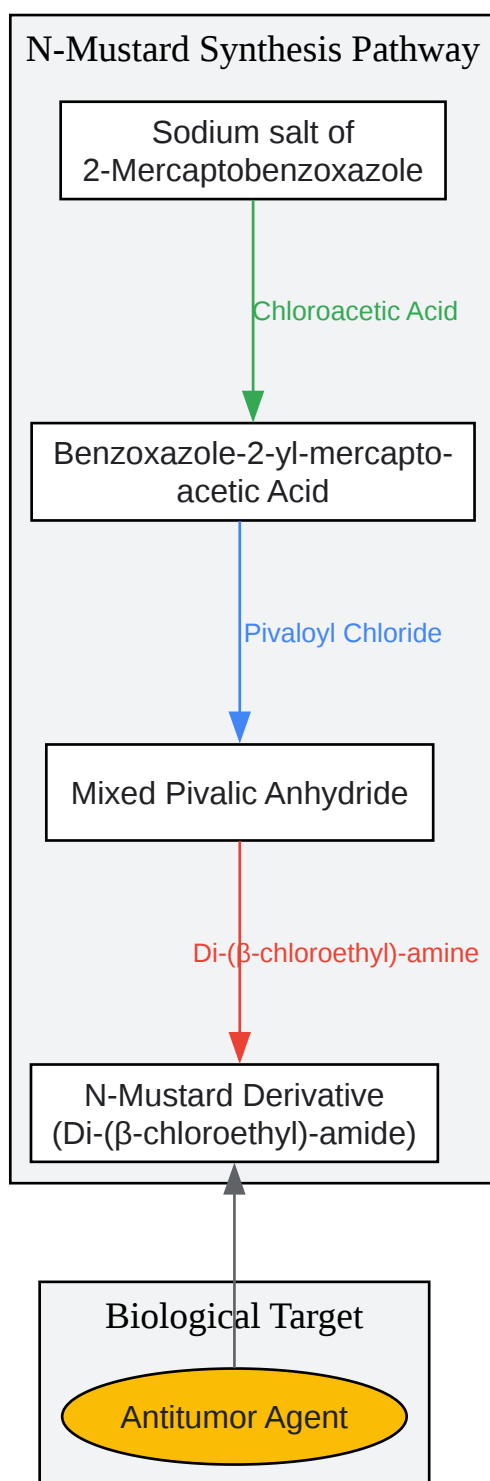 N-Mustard Synthesis Pathway
Sodium salt of
2-Mercaptobenzoxazole
Chloroacetic Acid
Benzoxazole-2-yl-mercapto-
acetic Acid
Pivaloyl Chloride
Mixed Pivalic Anhydride
Di-(β-chloroethyl)-amine
N-Mustard Derivative
(Di-(β-chloroethyl)-amide)
Biological Target
Antitumor Agent